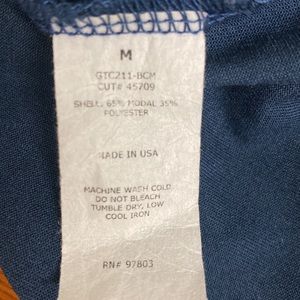 M
GTC211-BCM
CUT# 45709
SHELL: 65% MODAL 35%
POLYESTER
MADE IN USA
MACHINE WASH COLD
DO NOT BLEACH
TUMBLE DRY, LOW
COOL IRON
RN# 97803